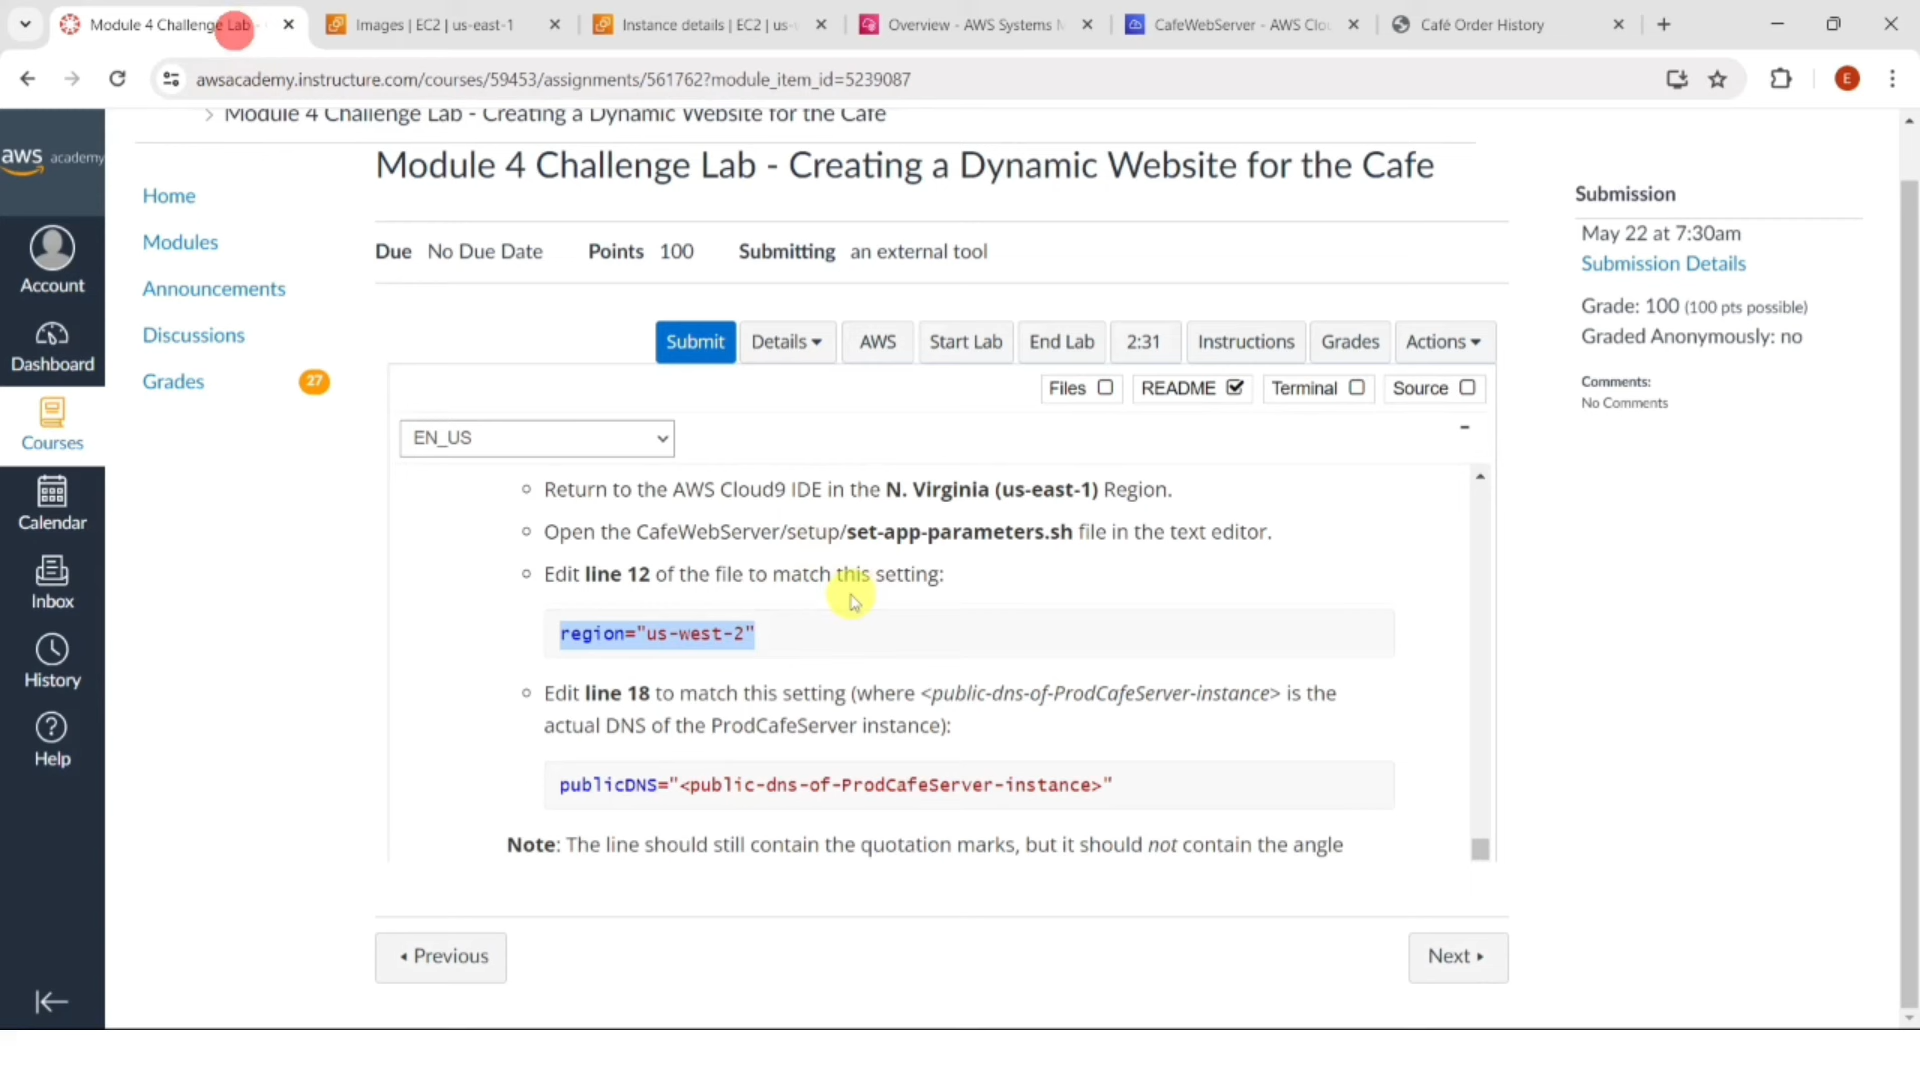 Module 4 Challenge Lab -
Images | EC2 | us-east-1
Instance details | EC2 | us-
Overview - AWS Systems
CafeWebServer - AWS Clo
Café Order History
awsacademy.instructure.com/courses/59453/assignments/561762?module_item_id=5239087
E
> Module 4 Challenge Lab - Creating a Dynamic Website for the Cafe
aws academy
Account
Dashboard
Courses
Calendar
Inbox
History
Help
Home
Modules
Announcements
Discussions
Grades 27
Module 4 Challenge Lab - Creating a Dynamic Website for the Cafe
Due No Due Date Points 100 Submitting an external tool
Submit Details AWS Start Lab End Lab 2:31 Instructions Grades Actions
Files README Terminal Source
EN_US
Return to the AWS Cloud9 IDE in the N. Virginia (us-east-1) Region.
Open the CafeWebServer/setup/set-app-parameters.sh file in the text editor.
Edit line 12 of the file to match this setting:
region="us-west-2"
Edit line 18 to match this setting (where <public-dns-of-ProdCafeServer-instance> is the
actual DNS of the ProdCafeServer instance):
publicDNS="<public-dns-of-ProdCafeServer-instance>"
Note: The line should still contain the quotation marks, but it should not contain the angle
Previous
Next
Submission
May 22 at 7:30am
Submission Details
Grade: 100 (100 pts possible)
Graded Anonymously: no
Comments:
No Comments